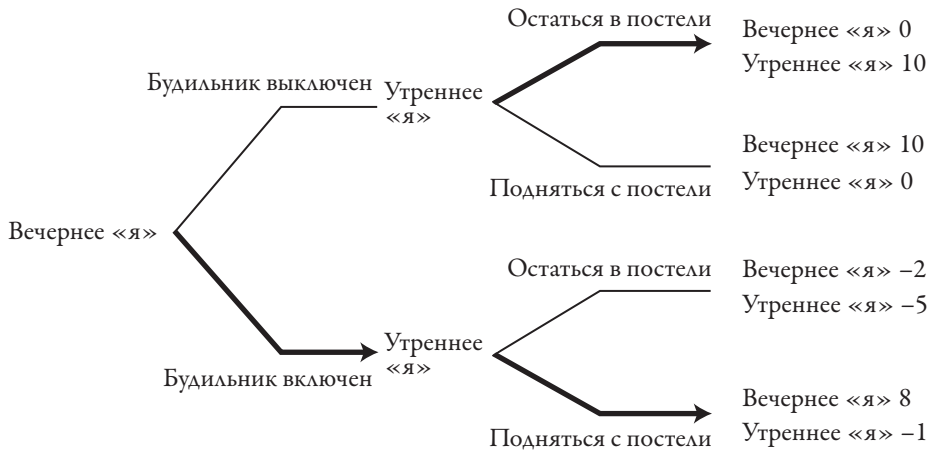 Остаться в постели
Вечернее «я» 0
Утреннее «я» 10
Будильник выключен
Утреннее
«я»
Вечернее «я» 10
Подняться с постели
Утреннее «я» 0
Вечернее «я»
Остаться в постели
Вечернее «я» –2
Утреннее «я» –5
Утреннее
«я»
Будильник включен
Вечернее «я» 8
Подняться с постели
Утреннее «я» –1